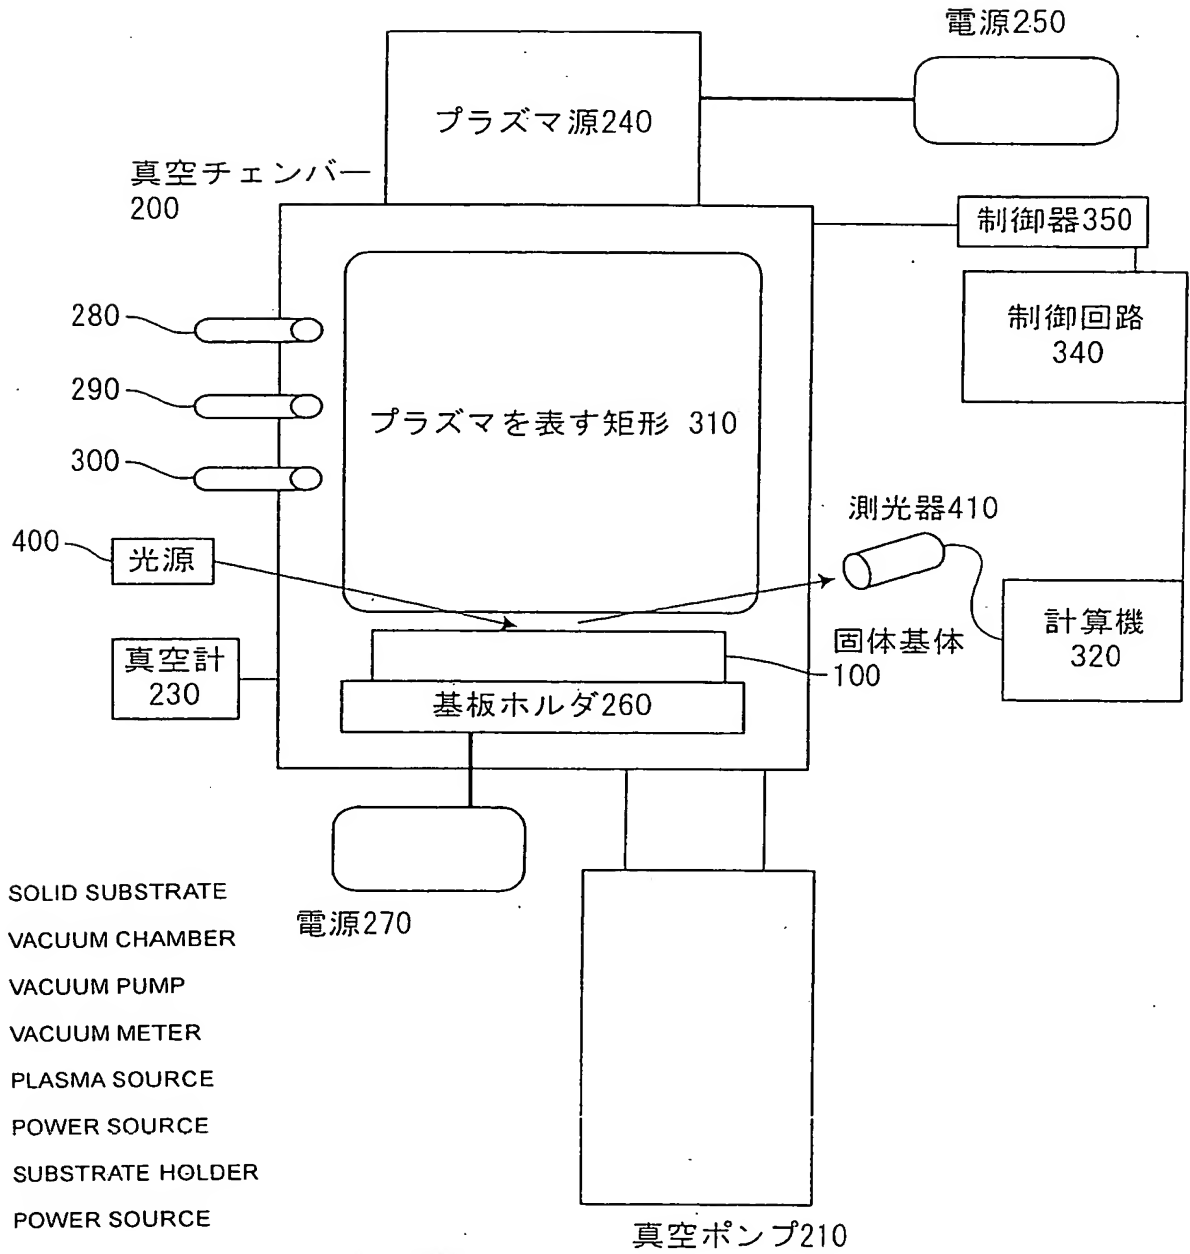 電源250
プラズマ源240
真空チェンバー
200
制御器350
280
制御回路
340
290
プラズマを表す矩形 310
300
測光器410
400
光源
計算機
320
固体基体
100
真空計
230
基板ホルダ260
SOLID SUBSTRATE
電源270
VACUUM CHAMBER
VACUUM PUMP
VACUUM METER
PLASMA SOURCE
POWER SOURCE
SUBSTRATE HOLDER
POWER SOURCE
真空ポンプ210